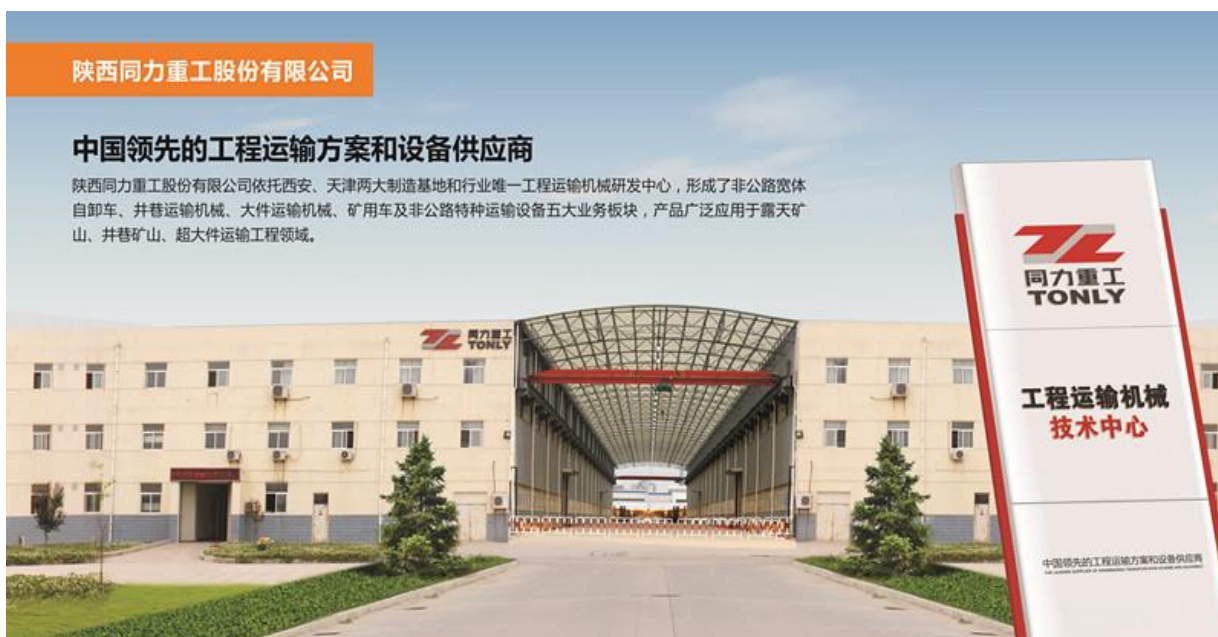 陕西同力重工股份有限公司
中国领先的工程运输方案和设备供应商
陕西同力重工股份有限公司依托西安、天津两大制造基地和行业唯一工程运输机械研发中心，形成了非公路宽体
自卸车、井巷运输机械、大件运输机械、矿用车及非公路特种运输设备五大业务板块，产品广泛应用于露天矿
山、井巷矿山、超大件运输工程领域。
同力重工
TONLY
同力重工
TONLY
工程运输机械
技术中心
中国领先的工程运输方案和设备供应商